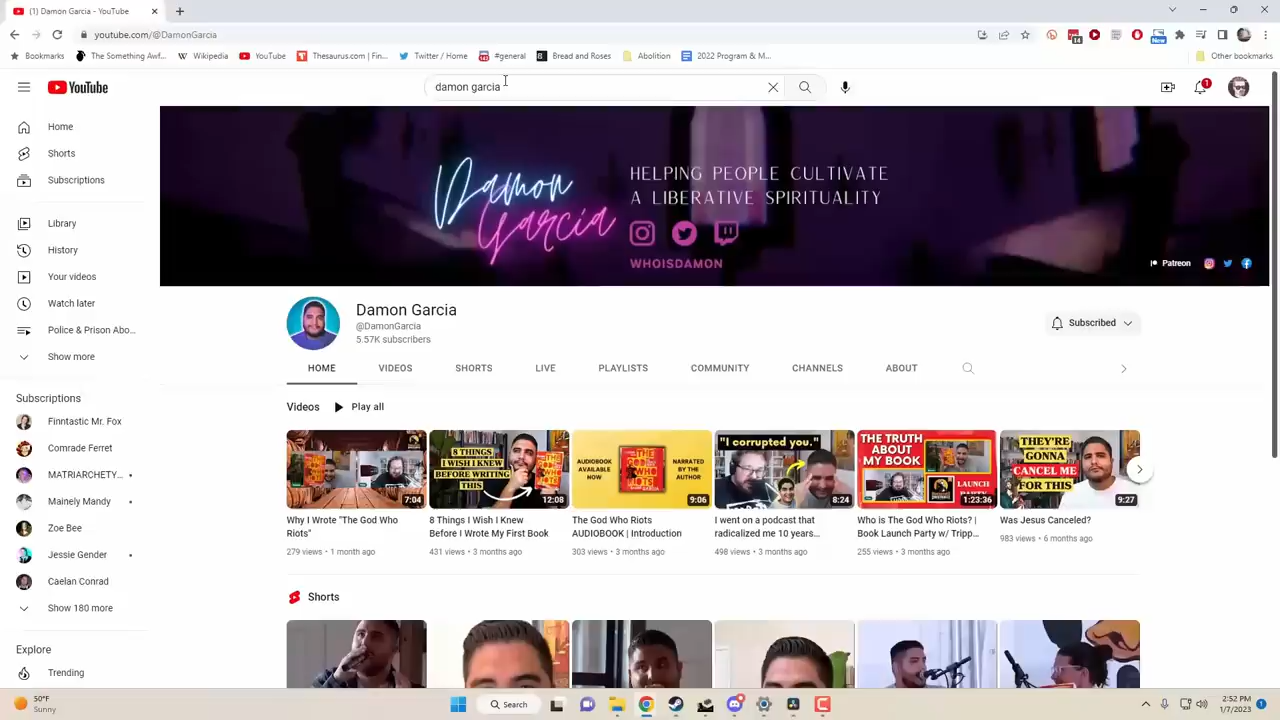 (1) Damon Garcia - YouTube
youtube.com/@DamonGarcia
Bookmarks
The Something Awf...
Wikipedia
YouTube
Thesaurus.com | Fin...
Twitter / Home
#general
Bread and Roses
Abolition
2022 Program & M...
Other bookmarks
14
New
YouTube
damon garcia
1
Home
Shorts
Subscriptions
Library
History
Your videos
Watch later
Police & Prison Abo...
Show more
Subscriptions
Finntastic Mr. Fox
Comrade Ferret
MATRIARCHETY...
Mainely Mandy
Zoe Bee
Jessie Gender
Caelan Conrad
Show 180 more
Explore
Trending
Damon
Garcia
HELPING PEOPLE CULTIVATE
A LIBERATIVE SPIRITUALITY
WHOISDAMON
Patreon
Damon Garcia
@DamonGarcia
5.57K subscribers
Subscribed
HOME
VIDEOS
SHORTS
LIVE
PLAYLISTS
COMMUNITY
CHANNELS
ABOUT
Videos
Play all
7:04
Why I Wrote "The God Who
Riots"
279 views • 1 month ago
8 THINGS
I WISH I KNEW
BEFORE WRITING
THIS
12:08
8 Things I Wish I Knew
Before I Wrote My First Book
431 views • 3 months ago
AUDIOBOOK
AVAILABLE
NOW
NARRATED
BY THE
AUTHOR
9:06
The God Who Riots
AUDIOBOOK | Introduction
303 views • 3 months ago
"I corrupted you."
8:24
I went on a podcast that
radicalized me 10 years...
498 views • 3 months ago
THE TRUTH
ABOUT
MY BOOK
LAUNCH
PARTY
1:23:36
Who is The God Who Riots? |
Book Launch Party w/ Tripp...
255 views • 3 months ago
THEY'RE
GONNA
CANCEL ME
FOR THIS
9:27
Was Jesus Canceled?
983 views • 6 months ago
Shorts
50°F
Sunny
Search
2:52 PM
1/7/2023